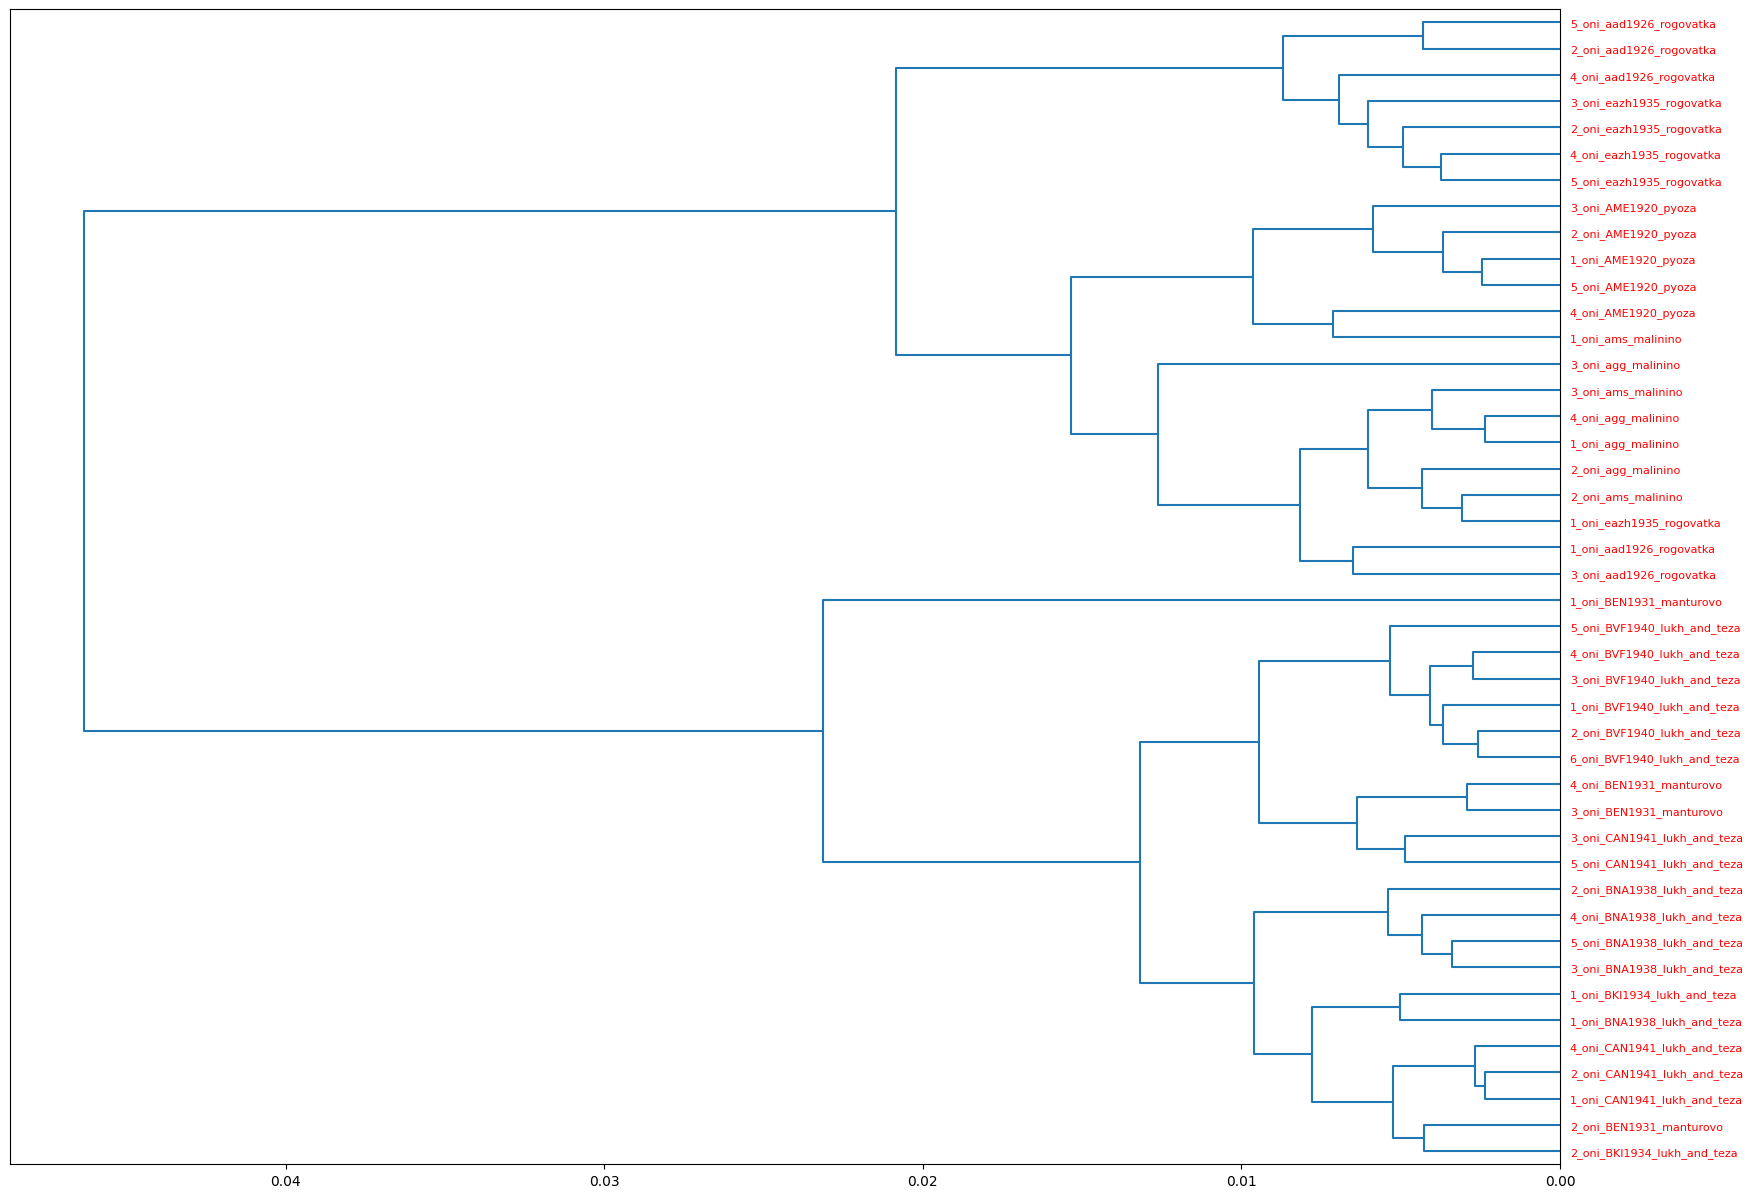 5_oni_aad1926_rogovatka
2_oni_aad1926_rogovatka
4_oni_aad1926_rogovatka
3_oni_eazh1935_rogovatka
2_oni_eazh1935_rogovatka
4_oni_eazh1935_rogovatka
5_oni_eazh1935_rogovatka
3_oni_AME1920_pyoza
2_oni_AME1920_pyoza
1_oni_AME1920_pyoza
5_oni_AME1920_pyoza
4_oni_AME1920_pyoza
1_oni_ams_malinino
3_oni_agg_malinino
3_oni_ams_malinino
4_oni_agg_malinino
1_oni_agg_malinino
2_oni_agg_malinino
2_oni_ams_malinino
1_oni_eazh1935_rogovatka
1_oni_aad1926_rogovatka
3_oni_aad1926_rogovatka
1_oni_BEN1931_manturovo
5_oni_BVF1940_lukh_and_teza
4_oni_BVF1940_lukh_and_teza
3_oni_BVF1940_lukh_and_teza
1_oni_BVF1940_lukh_and_teza
2_oni_BVF1940_lukh_and_teza
6_oni_BVF1940_lukh_and_teza
4_oni_BEN1931_manturovo
3_oni_BEN1931_manturovo
3_oni_CAN1941_lukh_and_teza
5_oni_CAN1941_lukh_and_teza
2_oni_BNA1938_lukh_and_teza
4_oni_BNA1938_lukh_and_teza
5_oni_BNA1938_lukh_and_teza
3_oni_BNA1938_lukh_and_teza
1_oni_BKI1934_lukh_and_teza
1_oni_BNA1938_lukh_and_teza
4_oni_CAN1941_lukh_and_teza
2_oni_CAN1941_lukh_and_teza
1_oni_CAN1941_lukh_and_teza
2_oni_BEN1931_manturovo
2_oni_BKI1934_lukh_and_teza
0.04 0.03 0.02 0.01 0.00